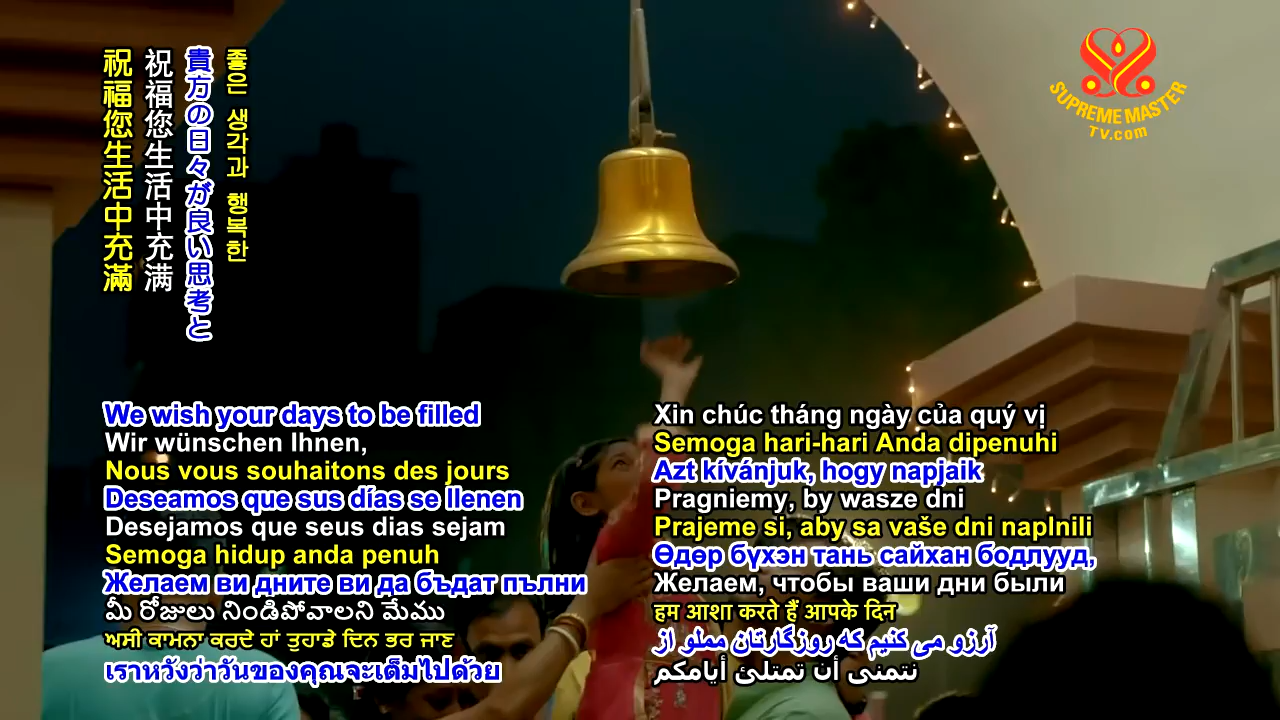 祝福您生活中充滿
祝福您生活中充满
貴方の日々が良い思考と
좋은 생각과 행복한
SUPREME MASTER
TV.com
We wish your days to be filled
Wir wünschen Ihnen,
Nous vous souhaitons des jours
Deseamos que sus días se llenen
Desejamos que seus dias sejam
Semoga hidup anda penuh
Желаем ви дните ви да бъдат пълни
మీ రోజులు నిండిపోవాలని మేము
ਅਸੀ ਕਾਮਨਾ ਕਰਦੇ ਹਾਂ ਤੁਹਾਡੇ ਦਿਨ ਭਰ ਜਾਣ
เราหวังว่าวันของคุณจะเต็มไปด้วย
Xin chúc tháng ngày của quý vị
Semoga hari-hari Anda dipenuhi
Azt kívánjuk, hogy napjaik
Pragniemy, by wasze dni
Prajeme si, aby sa vaše dni naplnili
Өдөр бүхэн тань сайхан бодлууд,
Желаем, чтобы ваши дни были
हम आशा करते हैं आपके दिन
آرزو می کنیم که روزگارتان مملو از
نتمنى أن تمتلئ أيامكم